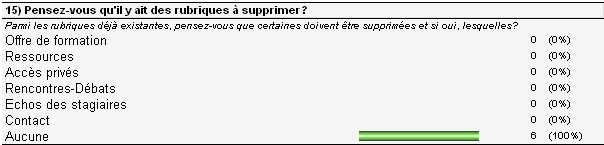 15) Pensez-vous qu'il y ait des rubriques à supprimer ?
Parmi les rubriques déjà existantes, pensez-vous que certaines doivent être supprimées et si oui, lesquelles?
Offre de formation 0 (0%)
Ressources 0 (0%)
Accès privés 0 (0%)
Rencontres-Débats 0 (0%)
Echos des stagiaires 0 (0%)
Contact 0 (0%)
Aucune 6 (100%)